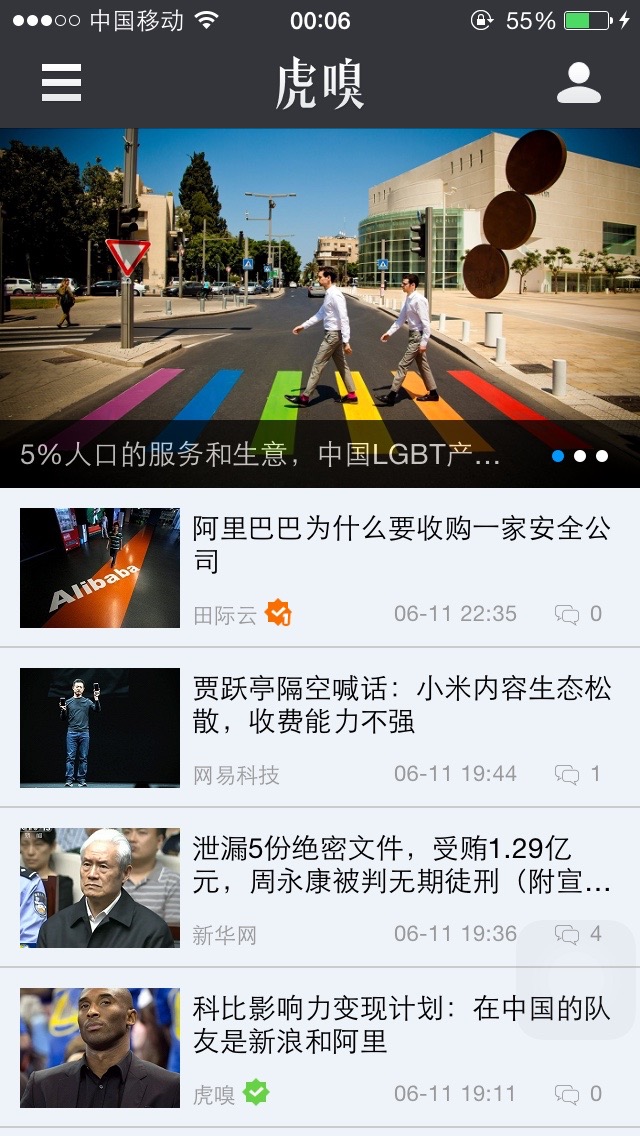 中国移动 00:06 55%
虎嗅
5%人口的服务和生意，中国LGBT产...
阿里巴巴为什么要收购一家安全公
司
田际云 06-11 22:35 0
Alibaba
贾跃亭隔空喊话：小米内容生态松
散，收费能力不强
网易科技 06-11 19:44 1
泄漏5份绝密文件，受贿1.29亿
元，周永康被判无期徒刑（附宣...
新华网 06-11 19:36 4
科比影响力变现计划：在中国的队
友是新浪和阿里
虎嗅 06-11 19:11 0